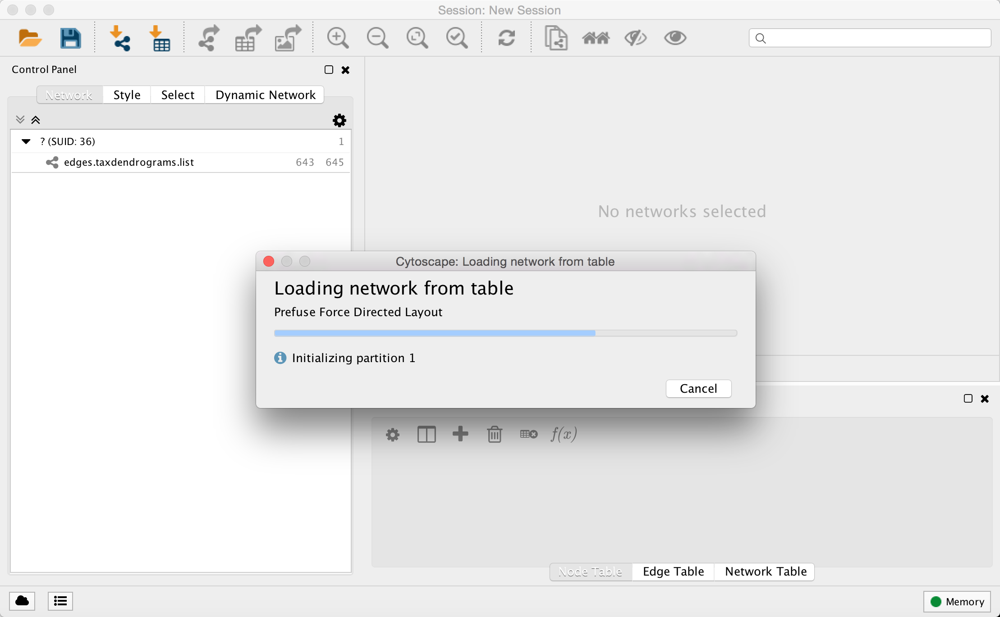 Session: New Session
Control Panel
Network Style Select Dynamic Network
? (SUID: 36) 1
edges.taxdendrograms.list 643 645
No networks selected
Cytoscape: Loading network from table
Loading network from table
Prefuse Force Directed Layout
Initializing partition 1
Cancel
f(x)
Node Table Edge Table Network Table
Memory